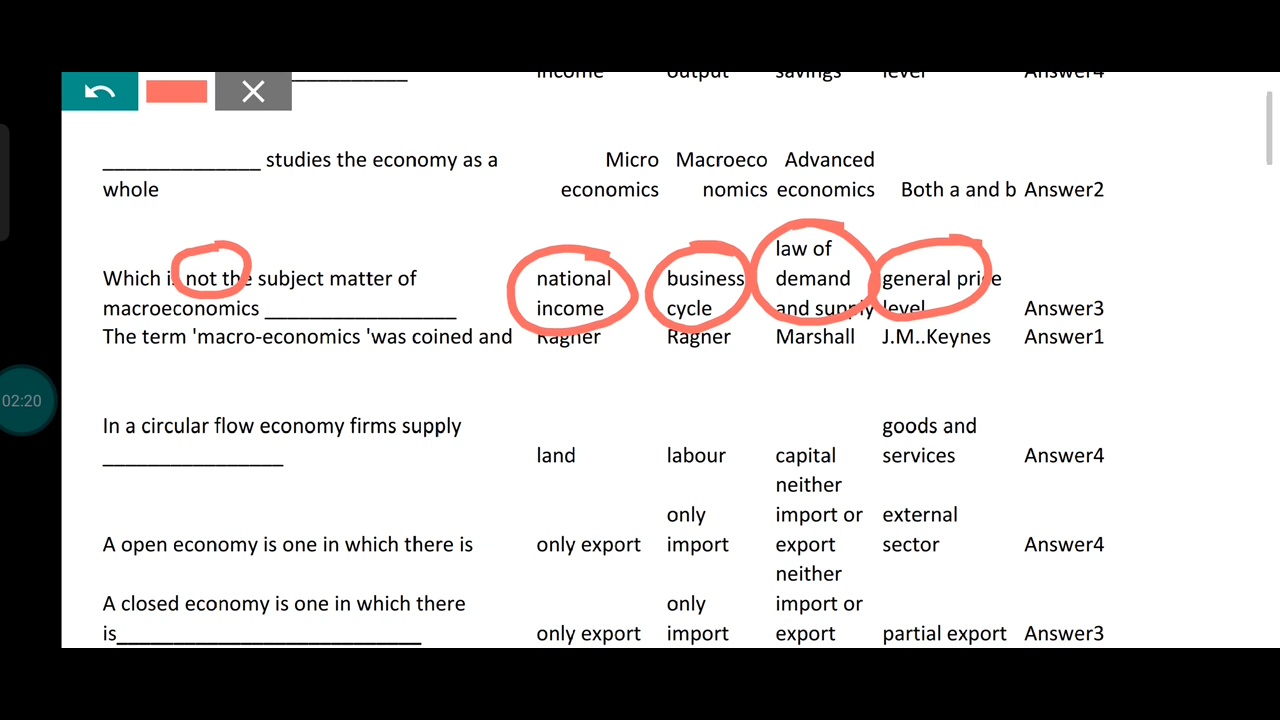 income output savings level Answer4
______________ studies the economy as a Micro Macroeco Advanced
whole economics nomics economics Both a and b Answer2
law of
Which is not the subject matter of national business demand general price
macroeconomics _________________ income cycle and supply level Answer3
The term 'macro-economics 'was coined and Ragner Ragner Marshall J.M..Keynes Answer1
In a circular flow economy firms supply goods and
________________ land labour capital services Answer4
neither
only import or external
A open economy is one in which there is only export import export sector Answer4
neither
A closed economy is one in which there only import or
is___________________________ only export import export partial export Answer3
02:20